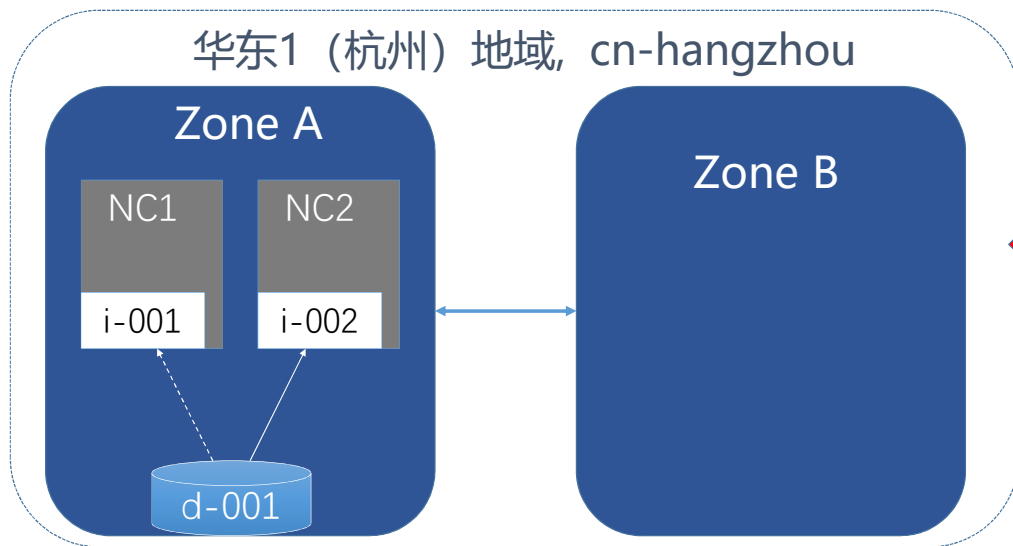 华东1（杭州）地域, cn-hangzhou
Zone A
Zone B
NC1
NC2
i-001
i-002
d-001